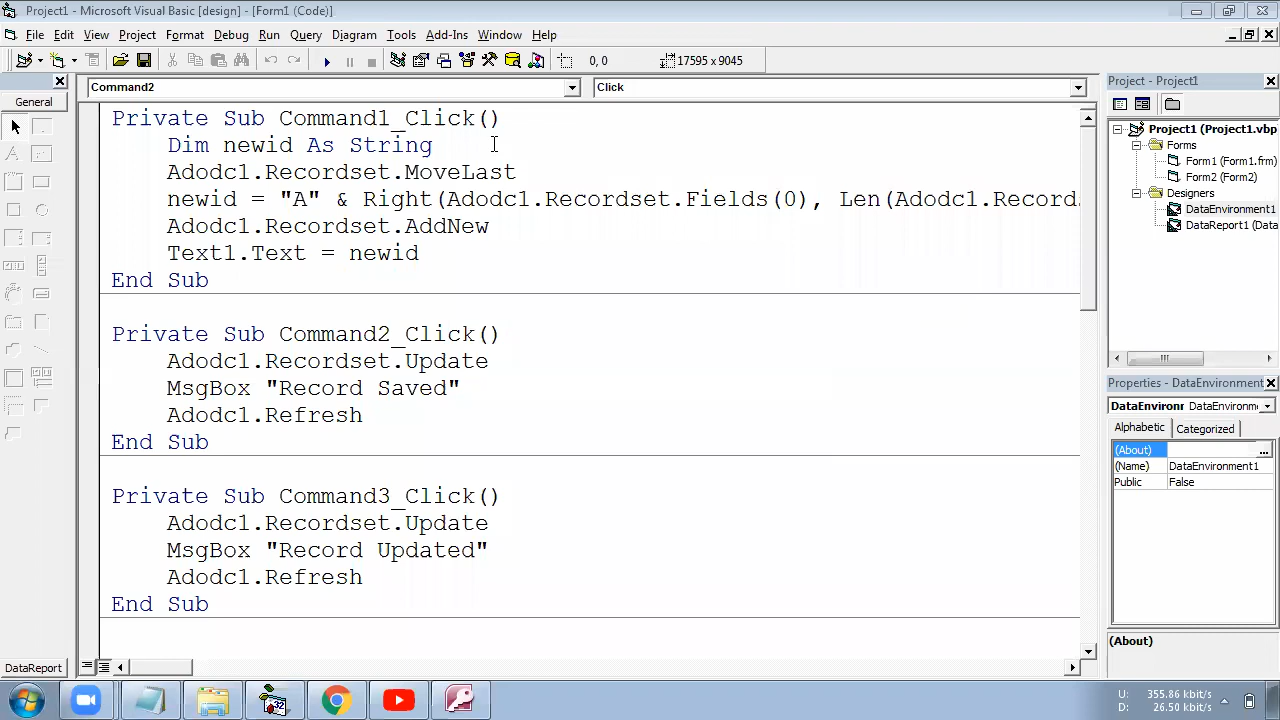 Project1 - Microsoft Visual Basic [design] - [Form1 (Code)]
File Edit View Project Format Debug Run Query Diagram Tools Add-Ins Window Help
0, 0 17595 x 9045
General
Command2 Click
Private Sub Command1_Click()
Dim newid As String
Adodc1.Recordset.MoveLast
newid = "A" & Right(Adodc1.Recordset.Fields(0), Len(Adodc1.Records
Adodc1.Recordset.AddNew
Text1.Text = newid
End Sub
Private Sub Command2_Click()
Adodc1.Recordset.Update
MsgBox "Record Saved"
Adodc1.Refresh
End Sub
Private Sub Command3_Click()
Adodc1.Recordset.Update
MsgBox "Record Updated"
Adodc1.Refresh
End Sub
DataReport
Project - Project1
Project1 (Project1.vbp
Forms
Form1 (Form1.frm)
Form2 (Form2)
Designers
DataEnvironment1
DataReport1 (Data
Properties - DataEnvironment
DataEnvironr DataEnvironm
Alphabetic Categorized
(About) ...
(Name) DataEnvironment1
Public False
(About)
32
U: 355.86 kbit/s
D: 26.50 kbit/s